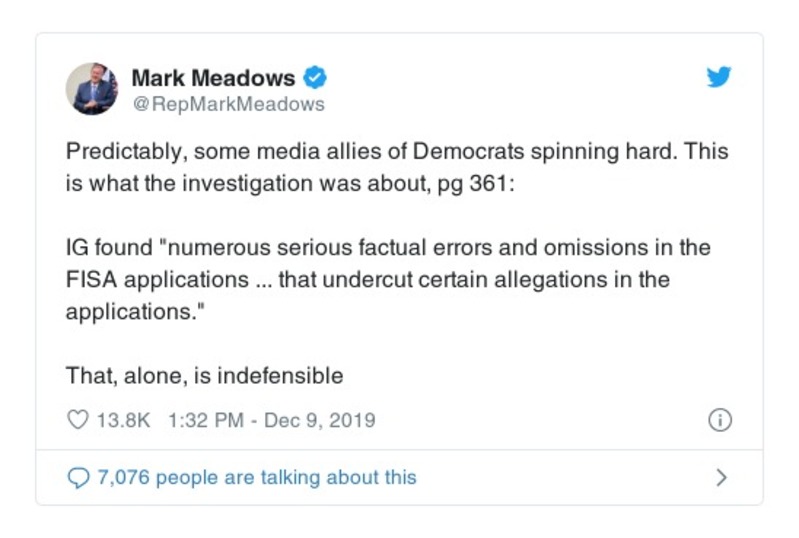 Mark Meadows
@RepMarkMeadows
Predictably, some media allies of Democrats spinning hard. This
is what the investigation was about, pg 361:
IG found "numerous serious factual errors and omissions in the
FISA applications ... that undercut certain allegations in the
applications."
That, alone, is indefensible
13.8K 1:32 PM - Dec 9, 2019
7,076 people are talking about this